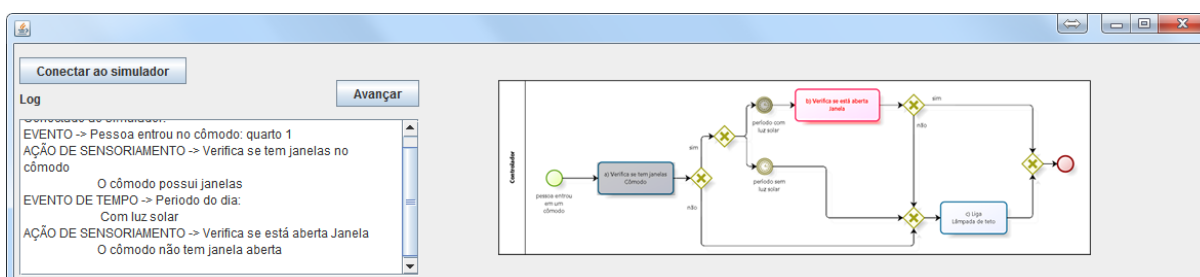 Conectar ao simulador
Log
Avançar
Conectado ao simulador.
EVENTO -> Pessoa entrou no cômodo: quarto 1
AÇÃO DE SENSORIAMENTO -> Verifica se tem janelas no
cômodo
O cômodo possui janelas
EVENTO DE TEMPO -> Periodo do dia:
Com luz solar
AÇÃO DE SENSORIAMENTO -> Verifica se está aberta Janela
O cômodo não tem janela aberta
Controlador
pessoa entrou
em um
cômodo
a) Verifica se tem janelas
Cômodo
sim
não
período com
luz solar
período sem
luz solar
b) Verifica se está aberta
Janela
sim
não
c) Liga
Lâmpada de teto